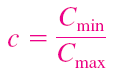 c = C_min / C_max